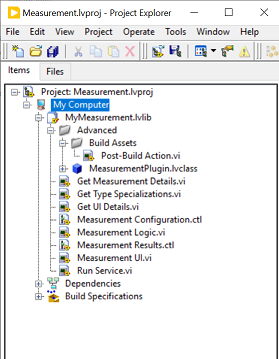 Measurement.lvproj - Project Explorer
File Edit View Project Operate Tools Window Help
Items Files
Project: Measurement.lvproj
My Computer
MyMeasurement.lvlib
Advanced
Build Assets
Post-Build Action.vi
MeasurementPlugin.lvclass
Get Measurement Details.vi
Get Type Specializations.vi
Get UI Details.vi
Measurement Configuration.ctl
Measurement Logic.vi
Measurement Results.ctl
Measurement UI.vi
Run Service.vi
Dependencies
Build Specifications